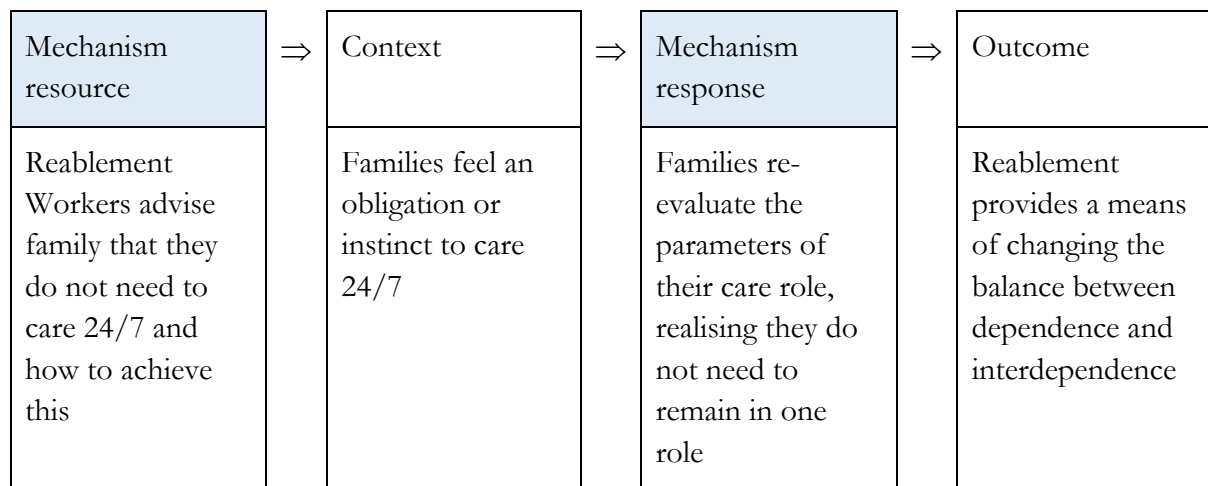 Mechanism
resource
⇒
Context
⇒
Mechanism
response
⇒
Outcome
Reablement
Workers advise
family that they
do not need to
care 24/7 and
how to achieve
this
Families feel an
obligation or
instinct to care
24/7
Families re-
evaluate the
parameters of
their care role,
realising they do
not need to
remain in one
role
Reablement
provides a means
of changing the
balance between
dependence and
interdependence